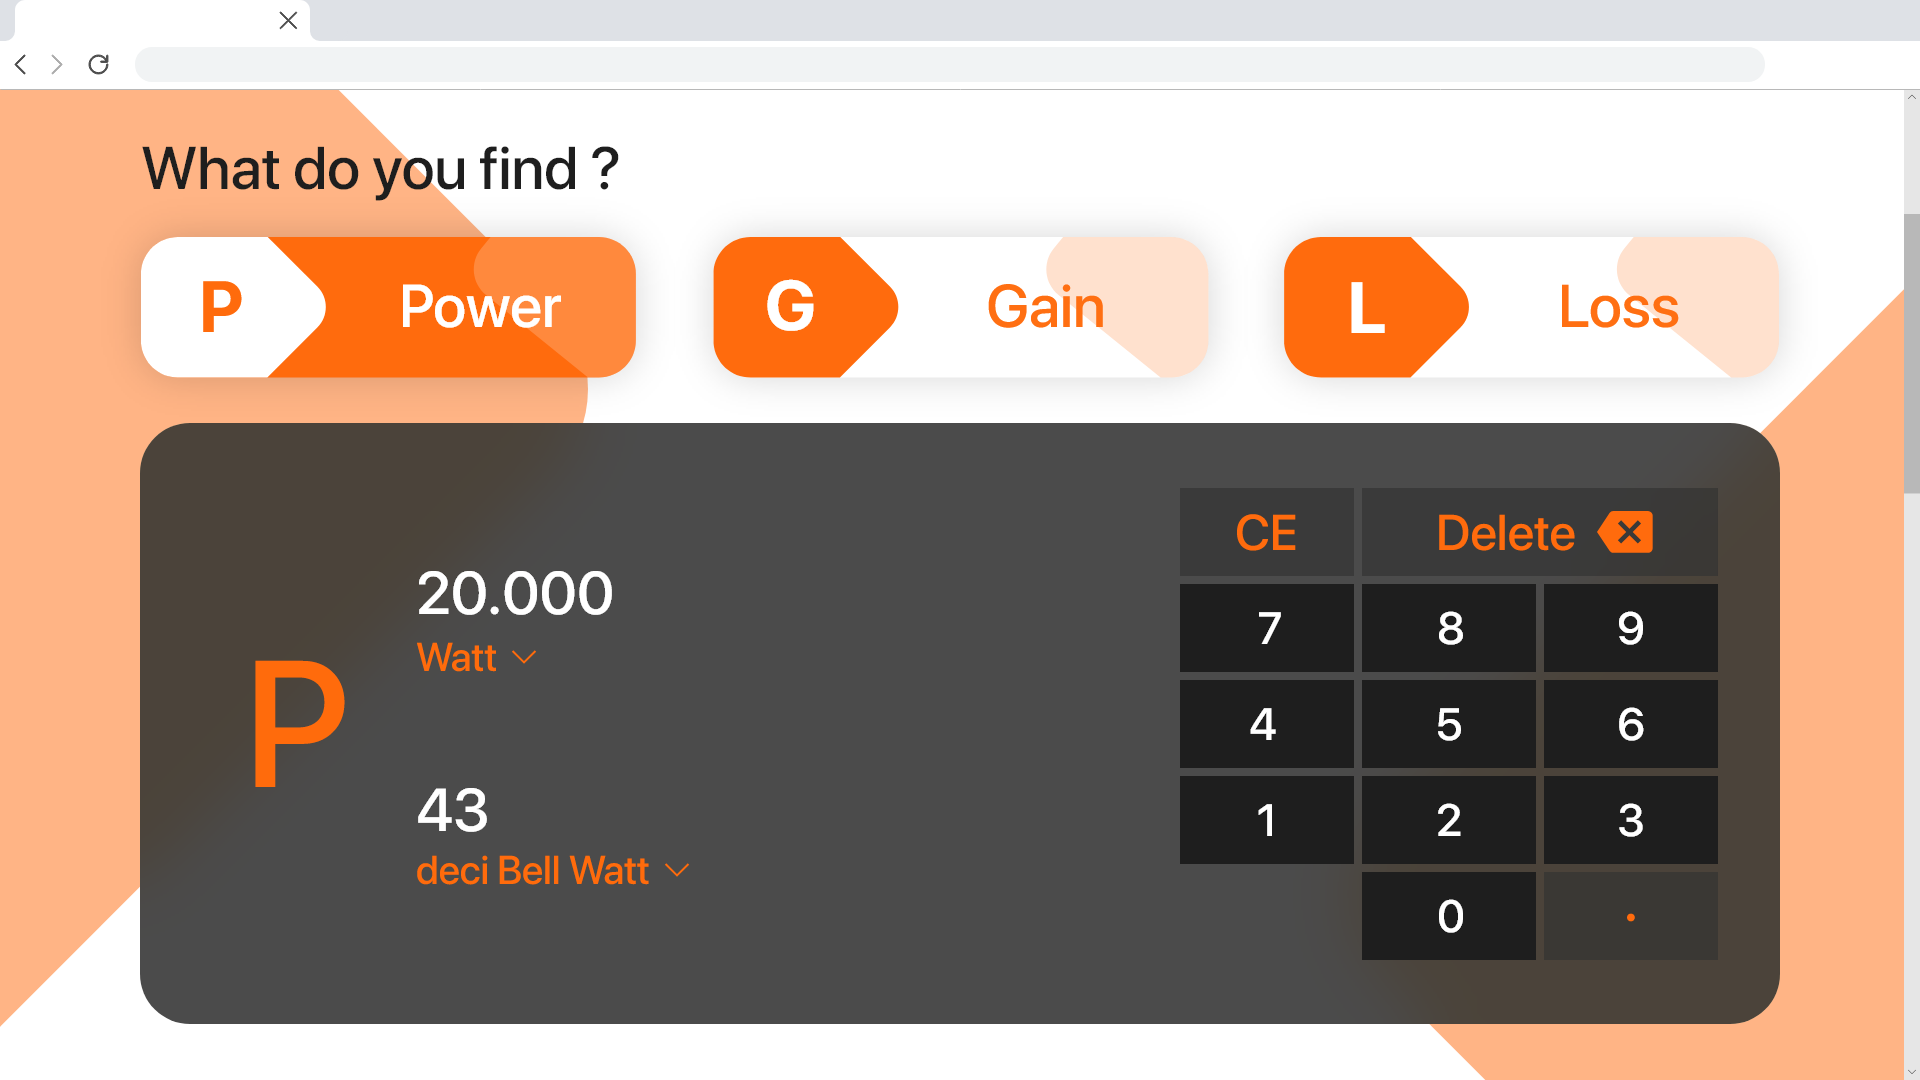 What do you find ?
P Power
G Gain
L Loss
P
20.000
Watt
43
deci Bell Watt
CE Delete
7 8 9
4 5 6
1 2 3
0 .